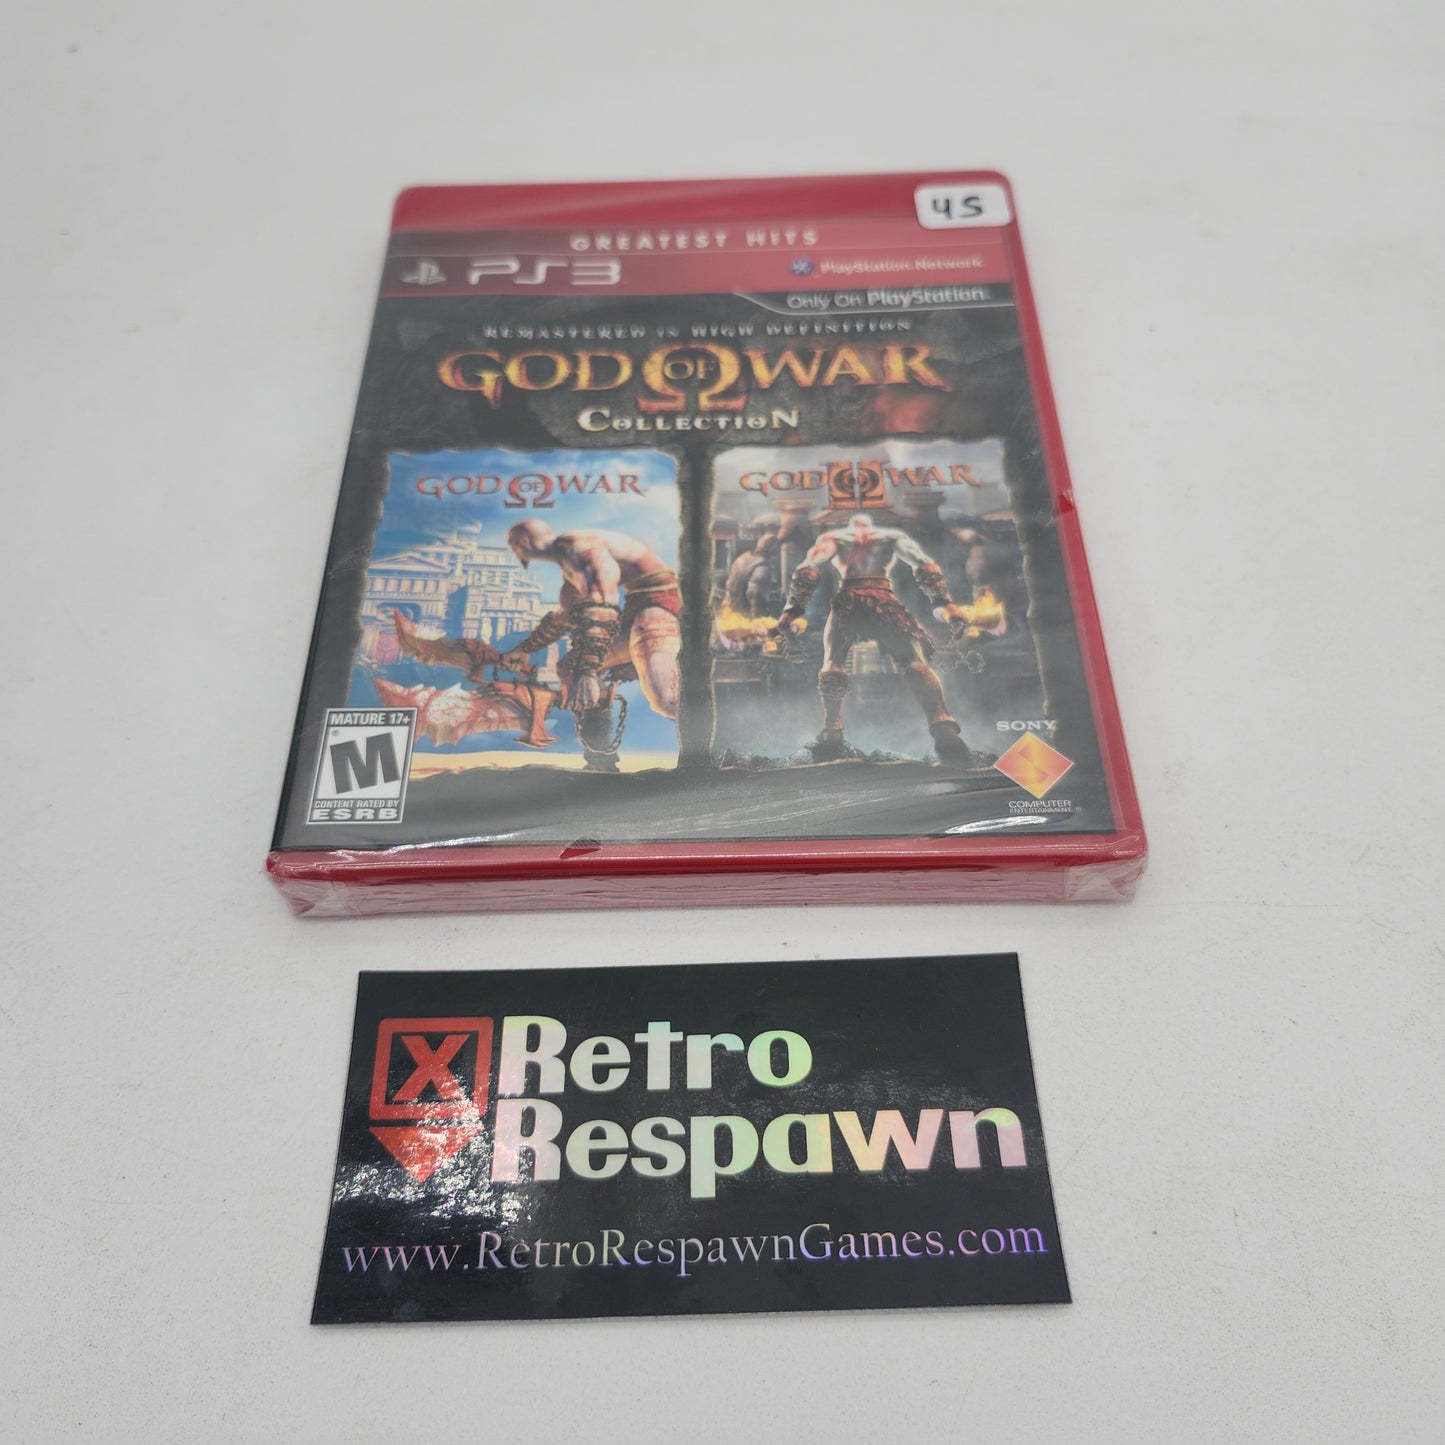 45
GREATEST HITS
PS3 PlayStation Network
Only On PlayStation
REMASTERED IN HIGH DEFINITION
GOD OF WAR
COLLECTION
GOD OF WAR
GOD OF WAR
II
MATURE 17+
M
CONTENT RATED BY
ESRB
SONY
COMPUTER
ENTERTAINMENT
X
Retro
Respawn
www.RetroRespawnGames.com